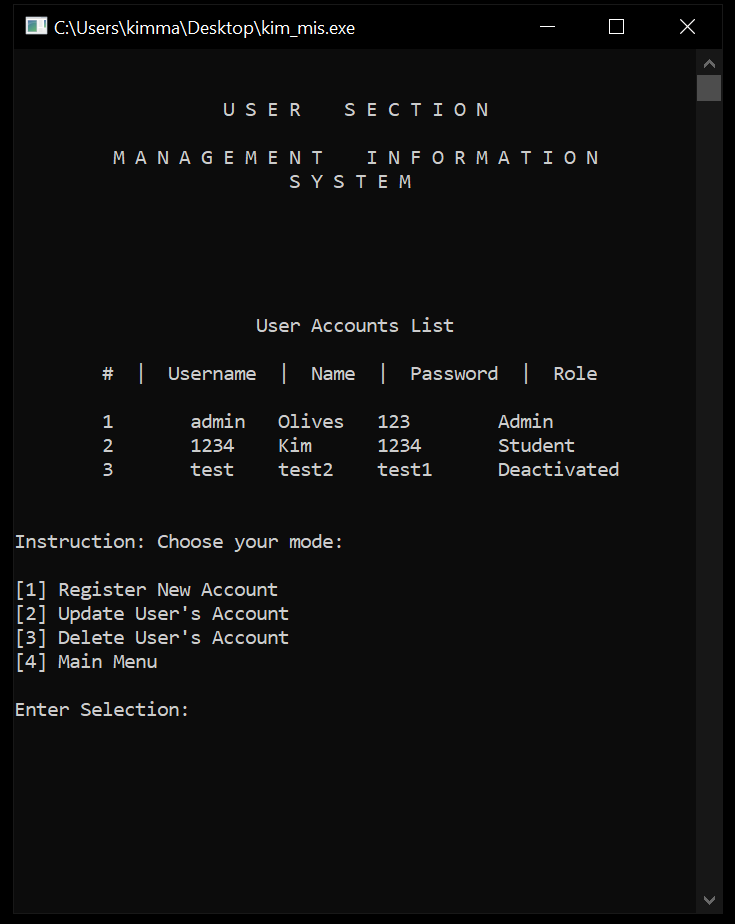 C:\Users\kimma\Desktop\kim_mis.exe
U S E R   S E C T I O N
M A N A G E M E N T   I N F O R M A T I O N
S Y S T E M
User Accounts List
#  |  Username  |  Name  |  Password  |  Role
1       admin   Olives   123        Admin
2       1234    Kim      1234       Student
3       test    test2    test1      Deactivated
Instruction: Choose your mode:
[1] Register New Account
[2] Update User's Account
[3] Delete User's Account
[4] Main Menu
Enter Selection: